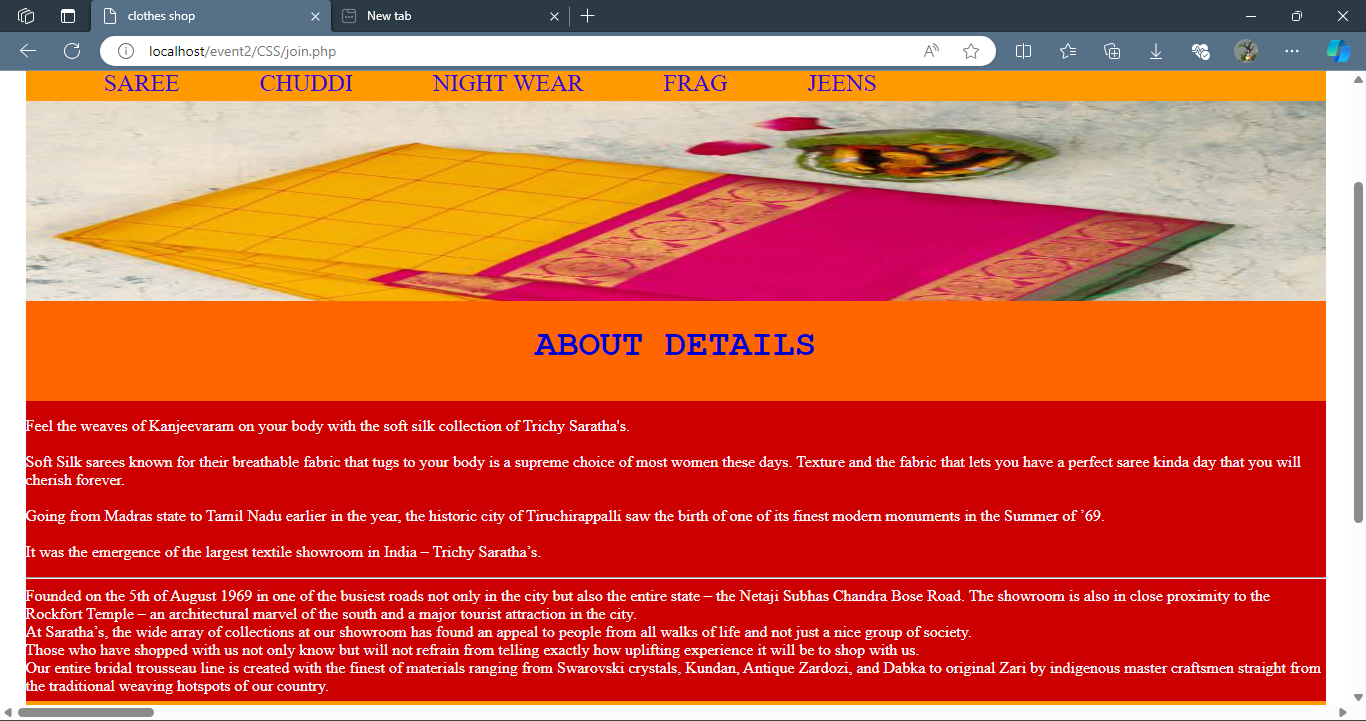 clothes shop
New tab
localhost/event2/CSS/join.php
SAREE CHUDDI NIGHT WEAR FRAG JEENS
ABOUT DETAILS
Feel the weaves of Kanjeevaram on your body with the soft silk collection of Trichy Saratha's.
Soft Silk sarees known for their breathable fabric that tugs to your body is a supreme choice of most women these days. Texture and the fabric that lets you have a perfect saree kinda day that you will
cherish forever.
Going from Madras state to Tamil Nadu earlier in the year, the historic city of Tiruchirappalli saw the birth of one of its finest modern monuments in the Summer of ’69.
It was the emergence of the largest textile showroom in India – Trichy Saratha’s.
Founded on the 5th of August 1969 in one of the busiest roads not only in the city but also the entire state – the Netaji Subhas Chandra Bose Road. The showroom is also in close proximity to the
Rockfort Temple – an architectural marvel of the south and a major tourist attraction in the city.
At Saratha’s, the wide array of collections at our showroom has found an appeal to people from all walks of life and not just a nice group of society.
Those who have shopped with us not only know but will not refrain from telling exactly how uplifting experience it will be to shop with us.
Our entire bridal trousseau line is created with the finest of materials ranging from Swarovski crystals, Kundan, Antique Zardozi, and Dabka to original Zari by indigenous master craftsmen straight from
the traditional weaving hotspots of our country.